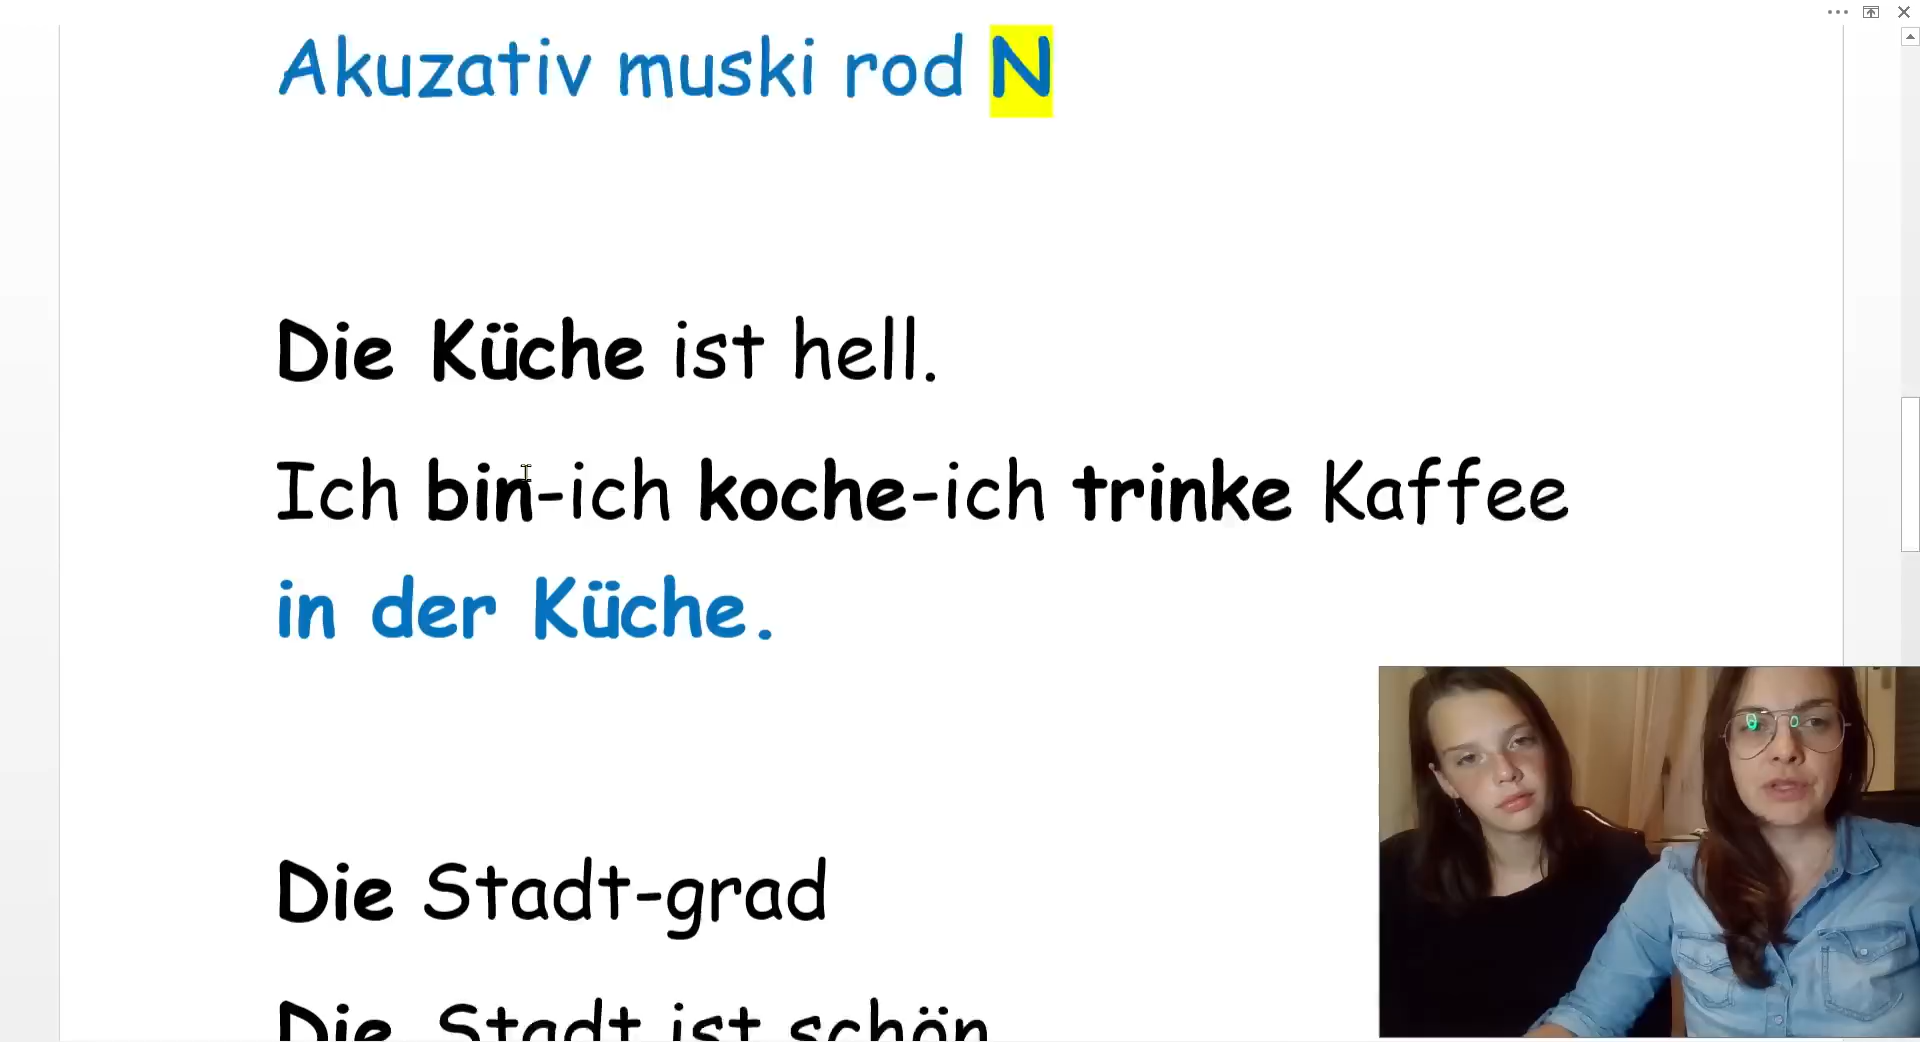 Akuzativ muski rod N
Die Küche ist hell.
Ich bin-ich koche-ich trinke Kaffee
in der Küche.
Die Stadt-grad
Die Stadt ist schön